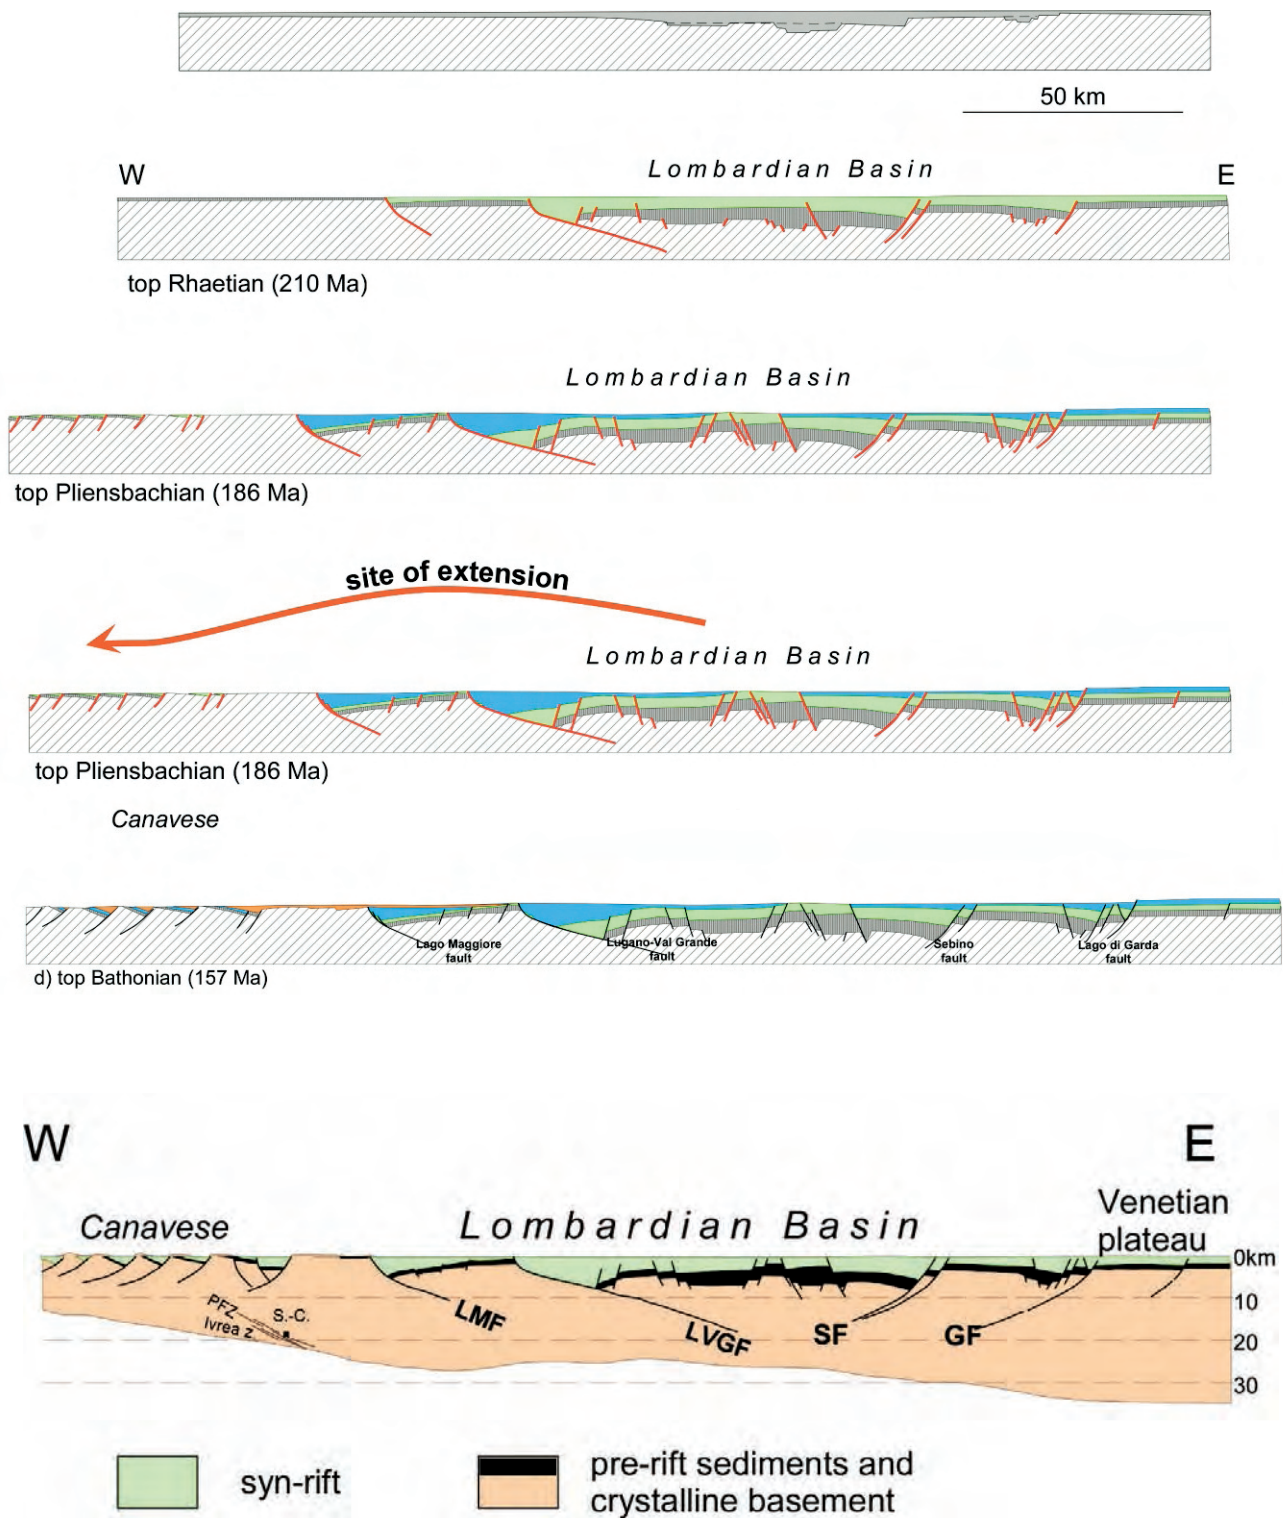 50 km
W
Lombardian Basin
E
top Rhaetian (210 Ma)
Lombardian Basin
top Pliensbachian (186 Ma)
site of extension
Lombardian Basin
top Pliensbachian (186 Ma)
Canavese
Lago Maggiore
fault
Lugano-Val Grande
fault
Sebino
fault
Lago di Garda
fault
d) top Bathonian (157 Ma)
W
E
Canavese
Lombardian Basin
Venetian
plateau
0km
10
20
30
PFZ
Ivrea z.
S.-C.
LMF
LVGF
SF
GF
syn-rift
pre-rift sediments and
crystalline basement